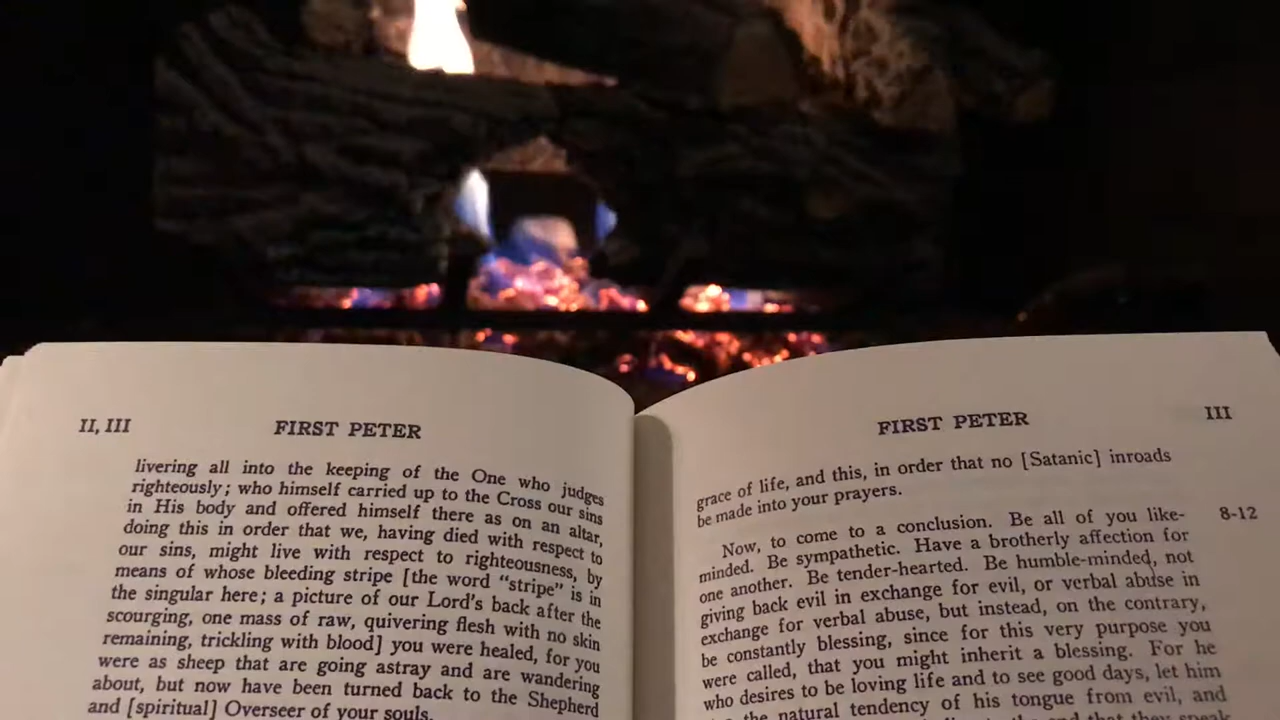 II, III
FIRST PETER
livering all into the keeping of the One who judges
righteously; who himself carried up to the Cross our sins
in His body and offered himself there as on an altar,
doing this in order that we, having died with respect to
our sins, might live with respect to righteousness, by
means of whose bleeding stripe [the word "stripe" is in
the singular here; a picture of our Lord's back after the
scourging, one mass of raw, quivering flesh with no skin
remaining, trickling with blood] you were healed, for you
were as sheep that are going astray and are wandering
about, but now have been turned back to the Shepherd
and [spiritual] Overseer of your souls.
FIRST PETER
III
grace of life, and this, in order that no [Satanic] inroads
be made into your prayers.
8-12
Now, to come to a conclusion. Be all of you like-
minded. Be sympathetic. Have a brotherly affection for
one another. Be tender-hearted. Be humble-minded, not
giving back evil in exchange for evil, or verbal abuse in
exchange for verbal abuse, but instead, on the contrary,
be constantly blessing, since for this very purpose you
were called, that you might inherit a blessing. For he
who desires to be loving life and to see good days, let him
the natural tendency of his tongue from evil, and
that they speak